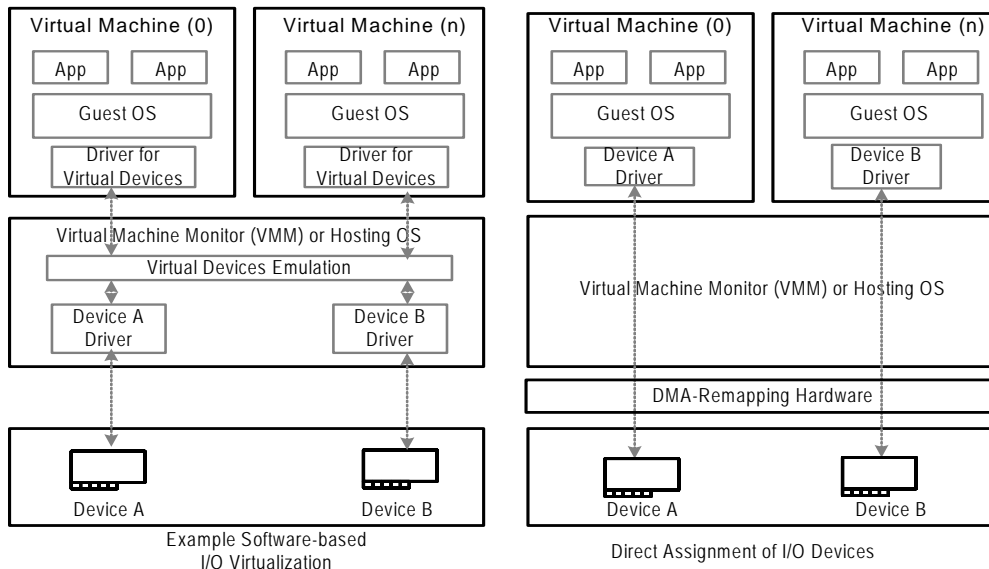 Virtual Machine (0)
App
App
Guest OS
Driver for
Virtual Devices
Virtual Machine (n)
App
App
Guest OS
Driver for
Virtual Devices
Virtual Machine Monitor (VMM) or Hosting OS
Virtual Devices Emulation
Device A
Driver
Device B
Driver
Device A
Device B
Example Software-based
I/O Virtualization
Virtual Machine (0)
App
App
Guest OS
Device A
Driver
Virtual Machine (n)
App
App
Guest OS
Device B
Driver
Virtual Machine Monitor (VMM) or Hosting OS
DMA-Remapping Hardware
Device A
Device B
Direct Assignment of I/O Devices